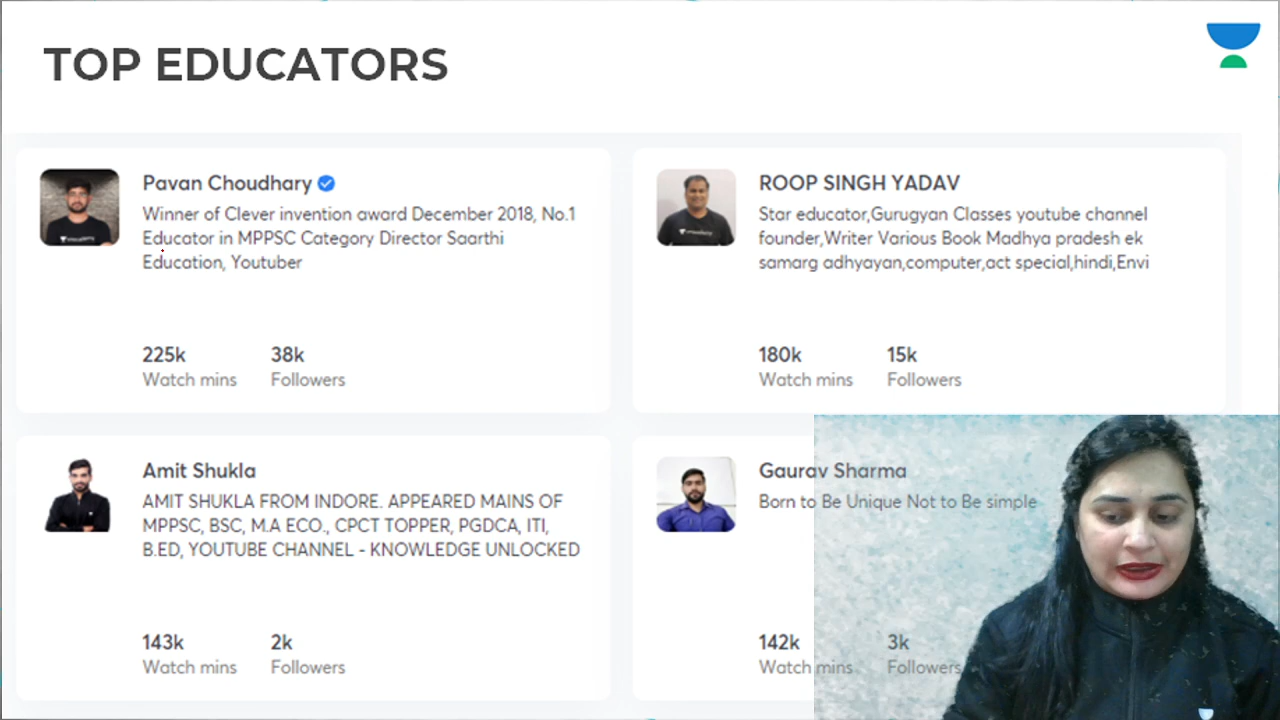 TOP EDUCATORS
Pavan Choudhary
Winner of Clever invention award December 2018, No.1
Educator in MPPSC Category Director Saarthi
Education, Youtuber
225k 38k
Watch mins Followers
ROOP SINGH YADAV
Star educator,Gurugyan Classes youtube channel
founder,Writer Various Book Madhya pradesh ek
samarg adhyayan,computer,act special,hindi,Envi
180k 15k
Watch mins Followers
Amit Shukla
AMIT SHUKLA FROM INDORE. APPEARED MAINS OF
MPPSC, BSC, M.A ECO., CPCT TOPPER, PGDCA, ITI,
B.ED, YOUTUBE CHANNEL - KNOWLEDGE UNLOCKED
143k 2k
Watch mins Followers
Gaurav Sharma
Born to Be Unique Not to Be simple
142k 3k
Watch mins Followers